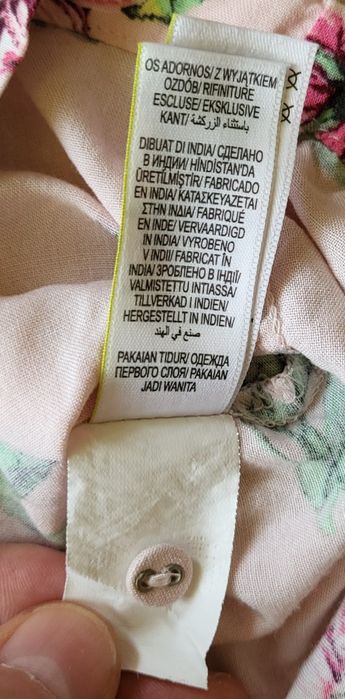 OS ADORNOS/ Z WYJĄTKIEM
OZDÓB/ RIFINITURE
ESCLUSE/ EKSKLUSIVE
KANT/ باستثناء الزركشة
DIBUAT DI INDIA/ СДЕЛАНО
В ИНДИИ/ HİNDİSTAN'DA
ÜRETİLMİŞTİR/ FABRICADO
EN INDIA/ ΚΑΤΑΣΚΕΥΑΖΕΤΑΙ
ΣΤΗΝ INDIA/ FABRIQUÉ
EN INDE/ VERVAARDIGD
IN INDIA/ VYROBENO
V INDII/ FABRICAT ÎN
INDIA/ ЗРОБЛЕНО В ІНДІЇ/
VALMISTETTU INTIASSA/
TILLVERKAD I INDIEN/
HERGESTELLT IN INDIEN/
صنع في الهند
PAKAIAN TIDUR/ ОДЕЖДА
ПЕРВОГО СЛОЯ/ PAKAIAN
JADI WANITA
XX
XX